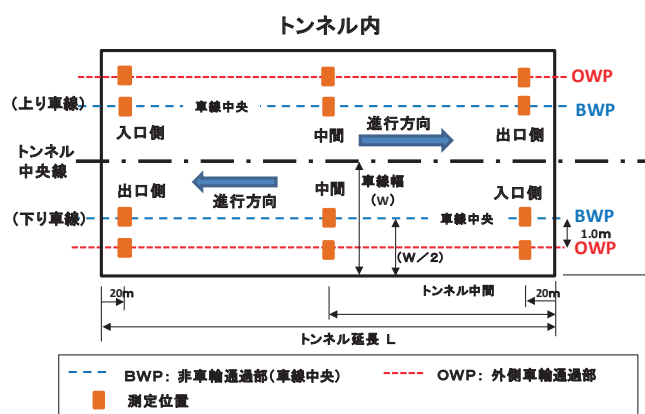 トンネル内
OWP
(上り車線) 車線中央 BWP
入口側 中間 進行方向 出口側
トンネル
中央線
出口側 中間 車線幅 入口側
(W)
進行方向
(下り車線) 車線中央 BWP
1.0m
(W/2) OWP
20m トンネル中間 20m
トンネル延長 L
BWP: 非車輪通過部(車線中央) OWP: 外側車輪通過部
測定位置